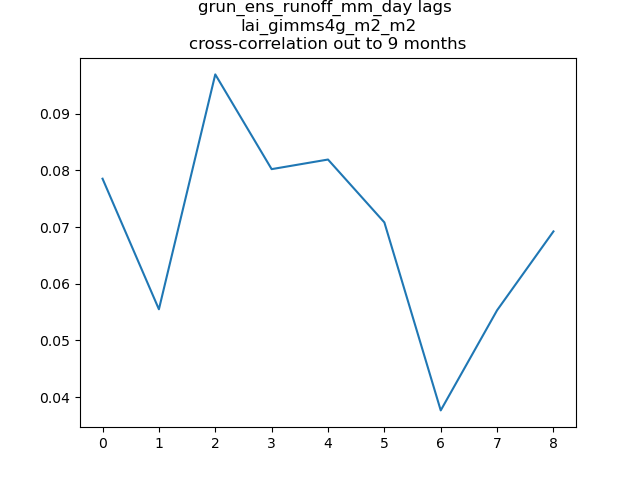 grun_ens_runoff_mm_day lags
lai_gimms4g_m2_m2
cross-correlation out to 9 months
0.09
0.08
0.07
0.06
0.05
0.04
0 1 2 3 4 5 6 7 8